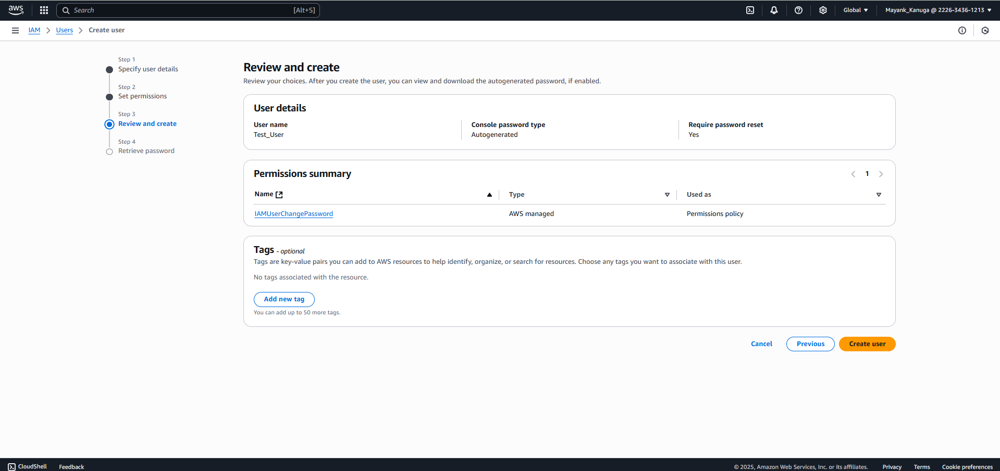 aws
Search [Alt+S]
Global
Mayank_Kanuga @ 2226-3436-1213
IAM
Users
Create user
Step 1
Specify user details
Step 2
Set permissions
Step 3
Review and create
Step 4
Retrieve password
Review and create
Review your choices. After you create the user, you can view and download the autogenerated password, if enabled.
User details
User name
Test_User
Console password type
Autogenerated
Require password reset
Yes
Permissions summary
1
Name
Type
Used as
IAMUserChangePassword
AWS managed
Permissions policy
Tags - optional
Tags are key-value pairs you can add to AWS resources to help identify, organize, or search for resources. Choose any tags you want to associate with this user.
No tags associated with the resource.
Add new tag
You can add up to 50 more tags.
Cancel
Previous
Create user
CloudShell
Feedback
© 2025, Amazon Web Services, Inc. or its affiliates.
Privacy
Terms
Cookie preferences